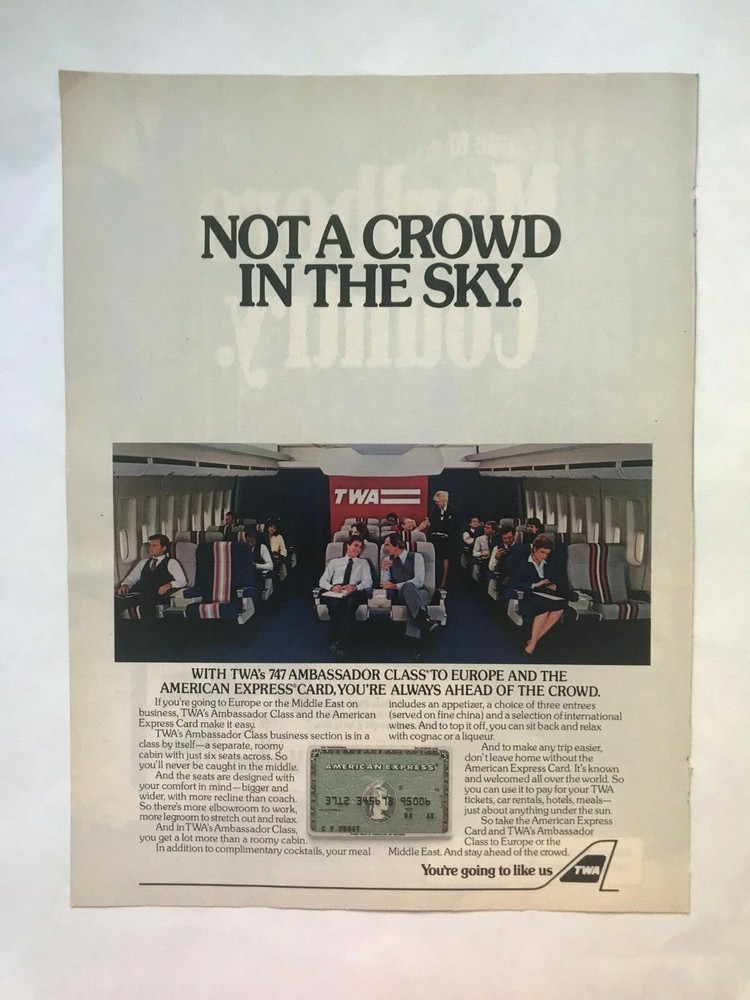 NOT A CROWD
IN THE SKY.
TWA
WITH TWA's 747 AMBASSADOR CLASS® TO EUROPE AND THE
AMERICAN EXPRESS® CARD, YOU'RE ALWAYS AHEAD OF THE CROWD.
If you're going to Europe or the Middle East on
business, TWA's Ambassador Class and the American
Express Card make it easy.
TWA's Ambassador Class business section is in a
class by itself—a separate, roomy
cabin with just six seats across. So
you'll never be caught in the middle.
And the seats are designed with
your comfort in mind—bigger and
wider, with more recline than coach.
So there's more elbowroom to work,
more legroom to stretch out and relax.
And in TWA's Ambassador Class,
you get a lot more than a roomy cabin.
In addition to complimentary cocktails, your meal
includes an appetizer, a choice of three entrees
(served on fine china) and a selection of international
wines. And to top it off, you can sit back and relax
with cognac or a liqueur.
And to make any trip easier,
don't leave home without the
American Express Card. It's known
and welcomed all over the world. So
you can use it to pay for your TWA
tickets, car rentals, hotels, meals—
just about anything under the sun.
So take the American Express
Card and TWA's Ambassador
Class to Europe or the
Middle East. And stay ahead of the crowd.
AMERICAN EXPRESS®
3712 345678 95006
C F FROST
You're going to like us
TWA